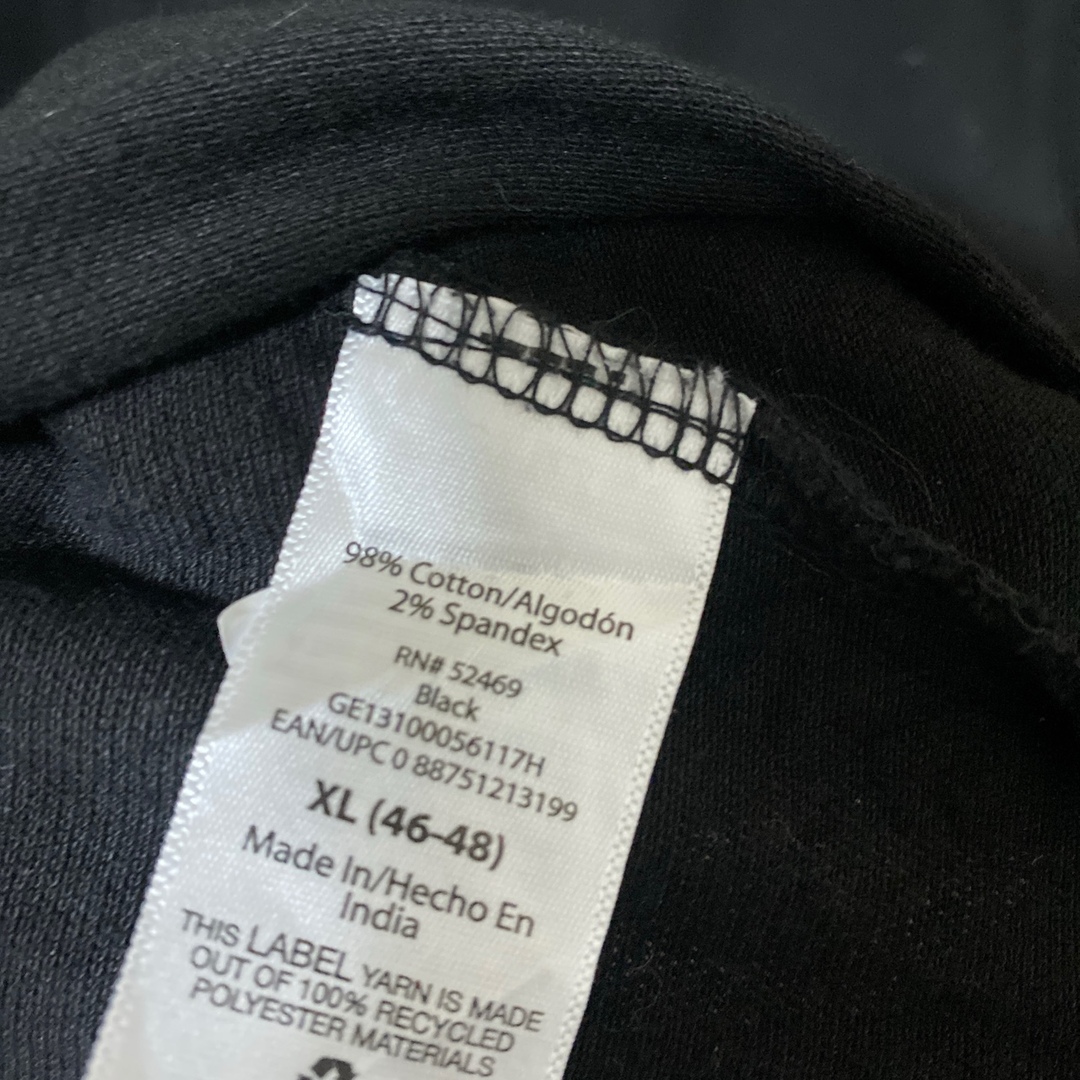 98% Cotton/Algodón
2% Spandex
RN# 52469
Black
GE13100056117H
EAN/UPC 0 88751213199
XL (46-48)
Made In/Hecho En
India
THIS LABEL YARN IS MADE
OUT OF 100% RECYCLED
POLYESTER MATERIALS